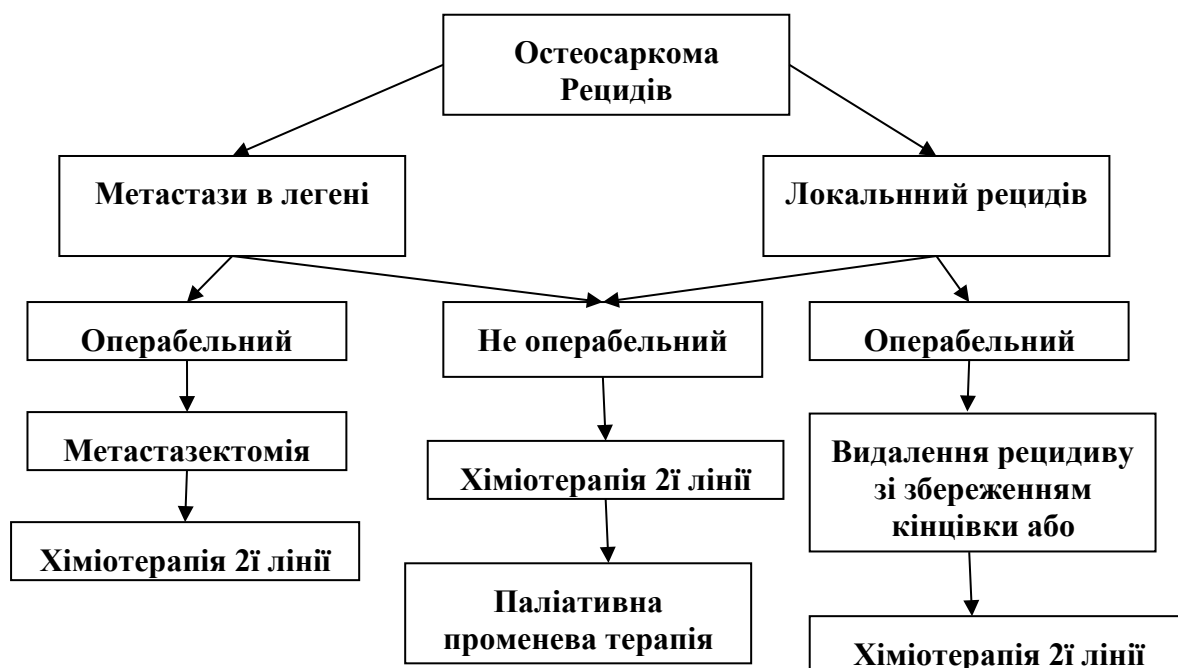 Остеосаркома
Рецидів
Метастази в легені
Локальнний рецидів
Операбельний
Не операбельний
Операбельний
Метастазектомія
Хіміотерапія 2ї лінії
Видалення рецидиву
зі збереженням
кінцівки або
Хіміотерапія 2ї лінії
Паліативна
променева терапія
Хіміотерапія 2ї лінії